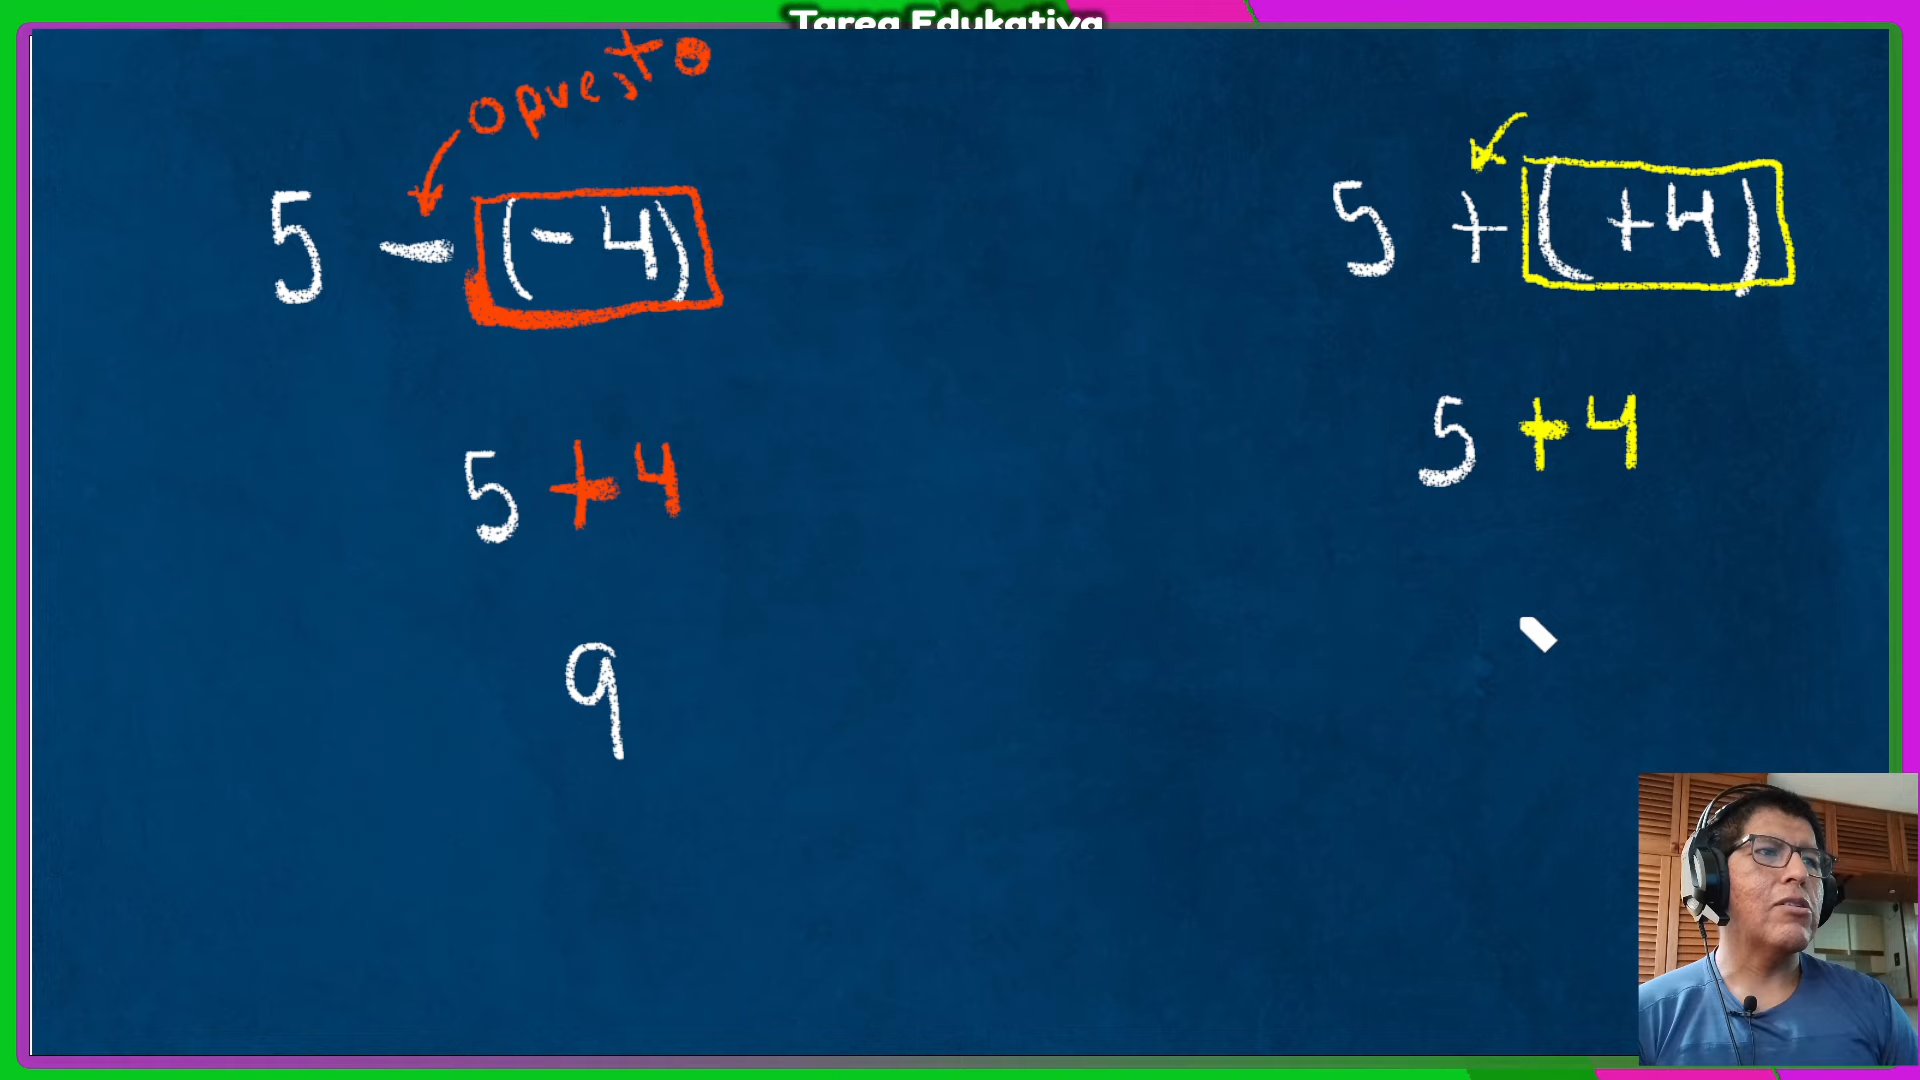 Tarea Edukativa
opuesto
5 - (-4)
5 + 4
9
5 + (+4)
5 + 4